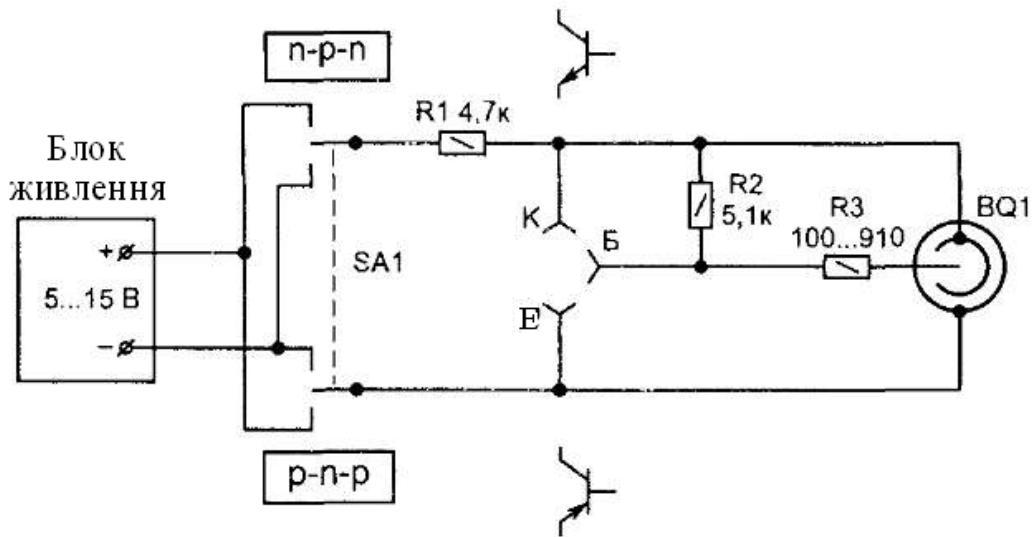 n-p-n
R1 4,7к
Блок
живлення
+
5...15 В
−
SA1
К
Б
Е
R2
5,1к
R3
100...910
BQ1
p-n-p